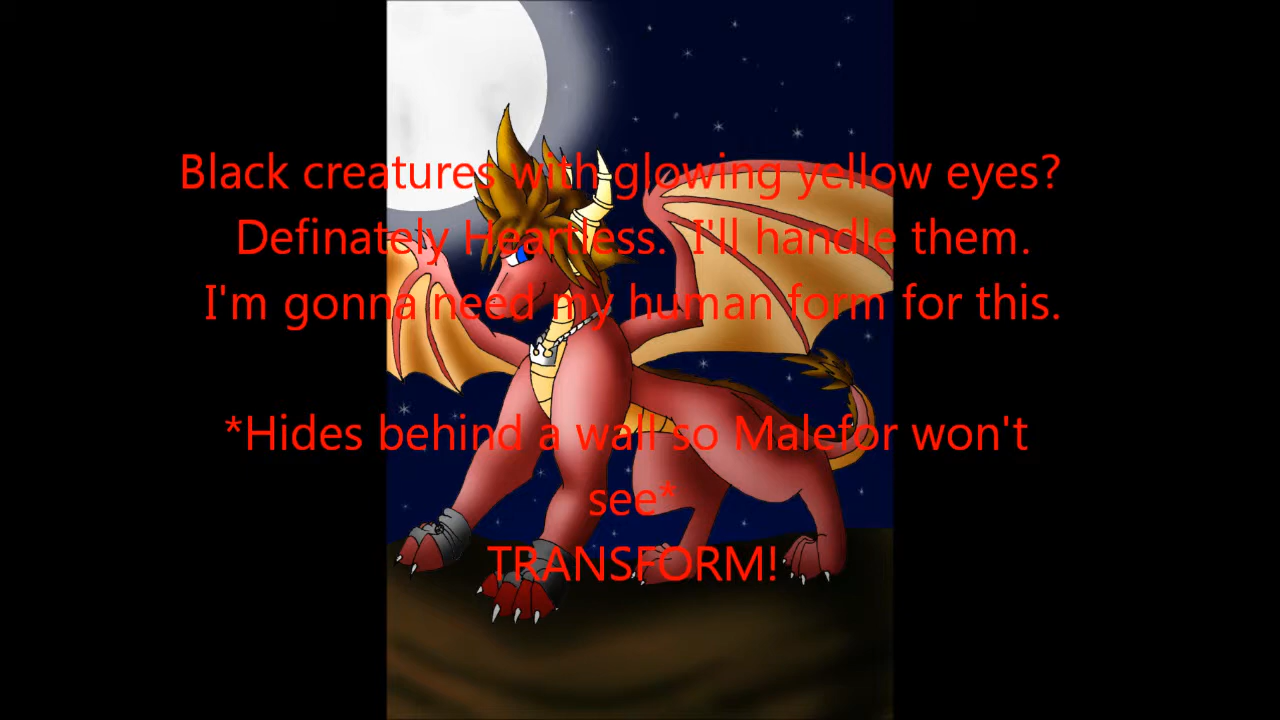 Black creatures with glowing yellow eyes?
Definately Heartless.  I'll handle them.
I'm gonna need my human form for this.
*Hides behind a wall so Malefor won't
see*
TRANSFORM!